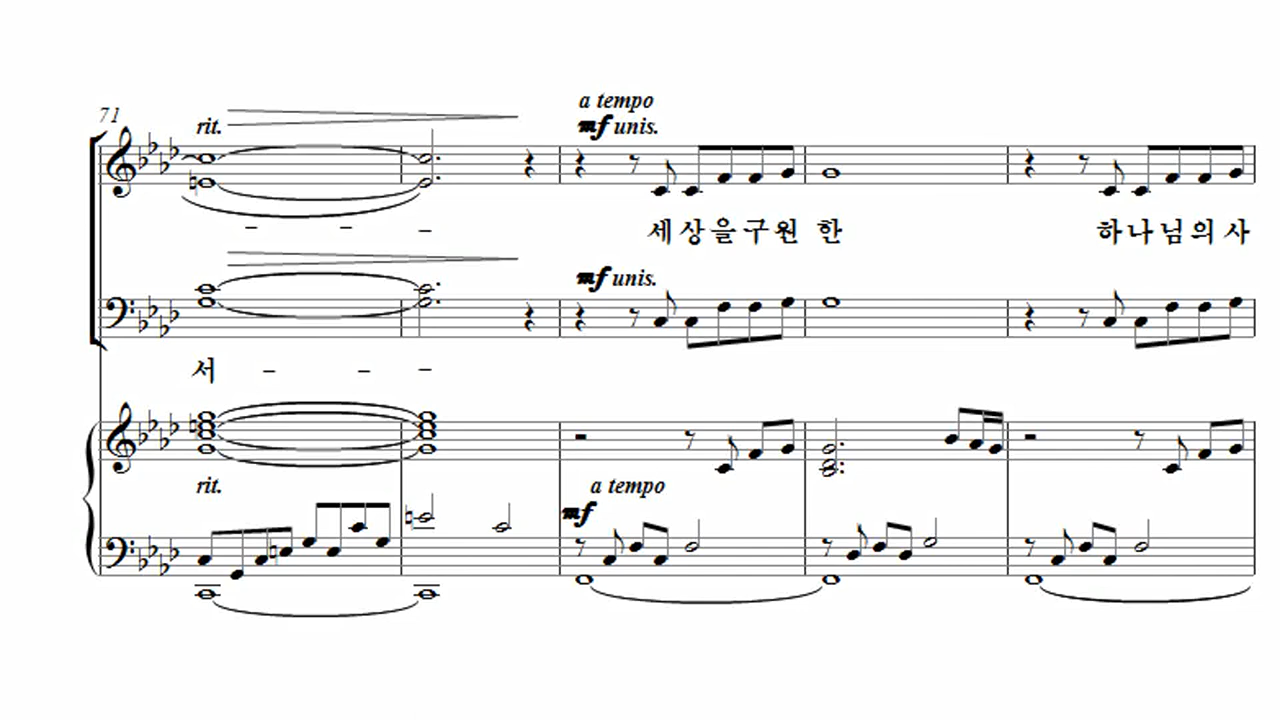 71
a tempo
rit.
mf unis.
- - - 세 상 을 구 원 한 하 나 님 의 사
mf unis.
서 - - -
rit.
a tempo
mf